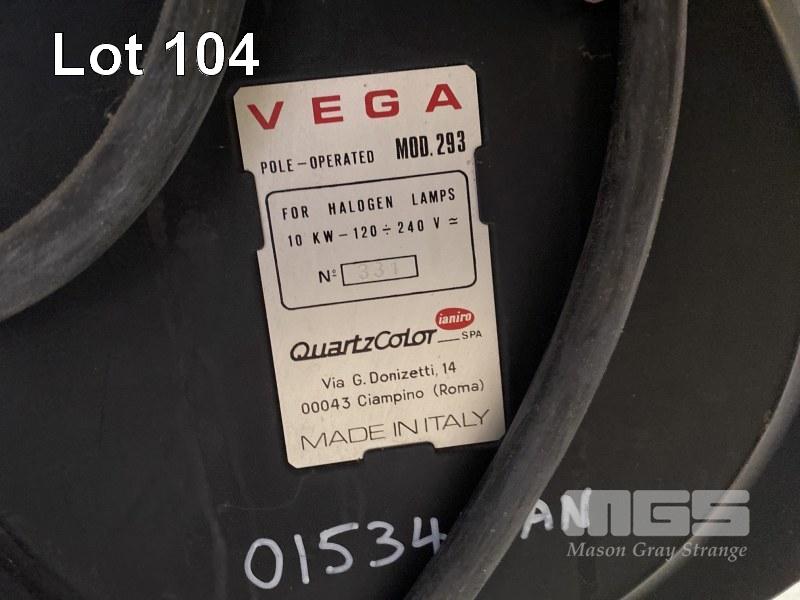 Lot 104
VEGA
POLE-OPERATED MOD.293
FOR HALOGEN LAMPS
10 KW - 120 ÷ 240 V ≂
Nº 331
ianiro
QuartzColor SPA
Via G. Donizetti, 14
00043 Ciampino (Roma)
MADE IN ITALY
01534
MGS
Mason Gray Strange